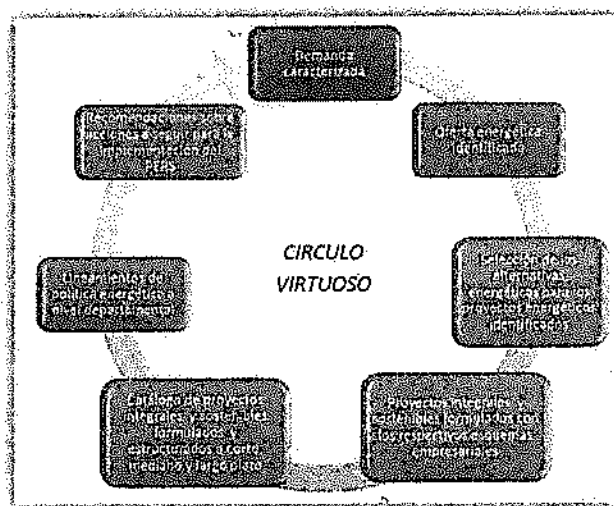 Demanda
caracterizada
Oferta energética
identificada
Selección de las
alternativas
energéticas para los
proyectos energéticos
identificados
Proyectos integrales y
sostenibles formulados con
los respectivos esquemas
empresariales
Catálogo de proyectos
integrales y sostenibles
formulados y
estructurados a corto
mediano y largo plazo
Lineamientos de
política energética a
nivel departamento
Recomendaciones sobre
acciones a seguir para la
implementación del
PERS
CIRCULO
VIRTUOSO